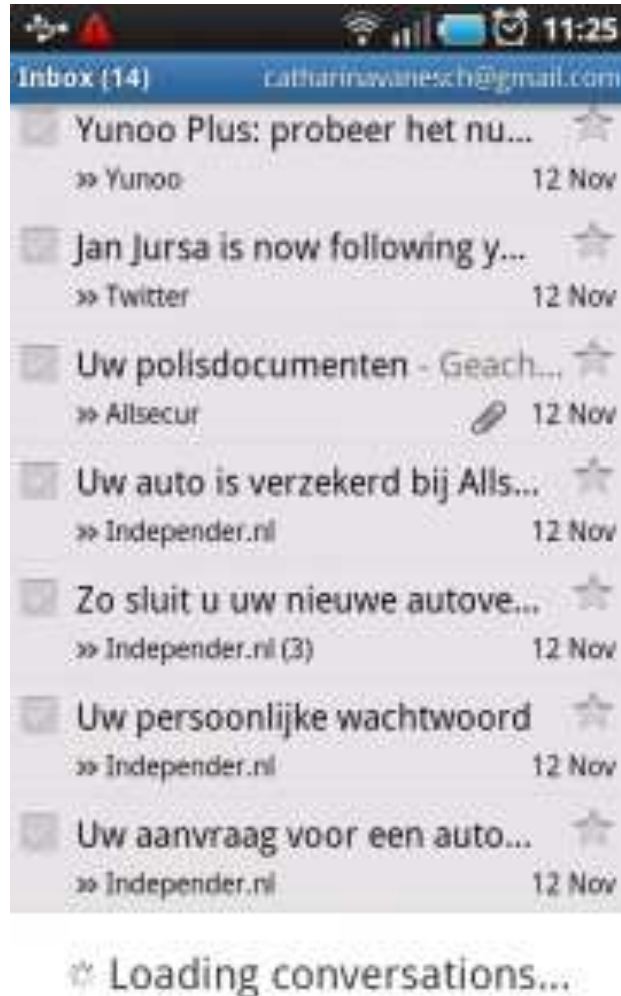 11:25
Inbox (14) catharinavanesch@gmail.com
Yunoo Plus: probeer het nu...
» Yunoo 12 Nov
Jan Jursa is now following y...
» Twitter 12 Nov
Uw polisdocumenten - Geach...
» Allsecur 12 Nov
Uw auto is verzekerd bij Alls...
» Independer.nl 12 Nov
Zo sluit u uw nieuwe autove...
» Independer.nl (3) 12 Nov
Uw persoonlijke wachtwoord
» Independer.nl 12 Nov
Uw aanvraag voor een auto...
» Independer.nl 12 Nov
Loading conversations...